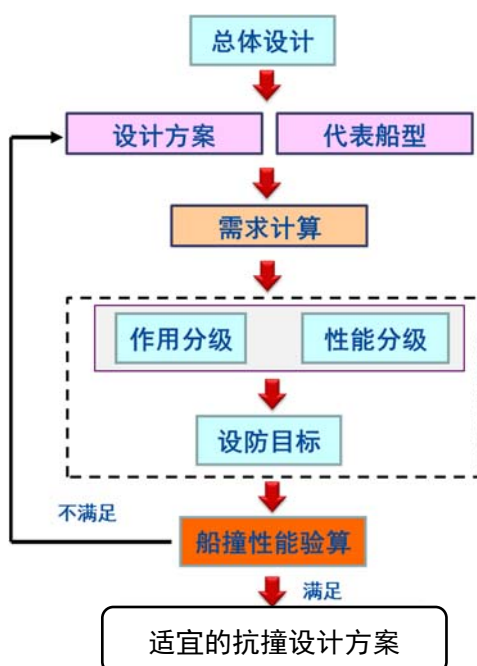 总体设计
设计方案
代表船型
需求计算
作用分级
性能分级
设防目标
不满足
船撞性能验算
满足
适宜的抗撞设计方案